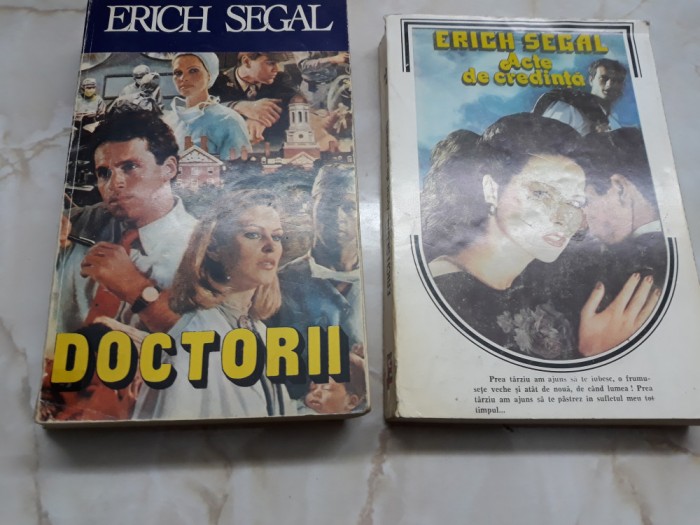 ERICH SEGAL
DOCTORII
ERICH SEGAL
Acte
de credință
Prea târziu am ajuns să te iubesc, o frumu-
sețe veche și atât de nouă, de când lumea! Prea
târziu am ajuns să te păstrez în sufletul meu tot
timpul...